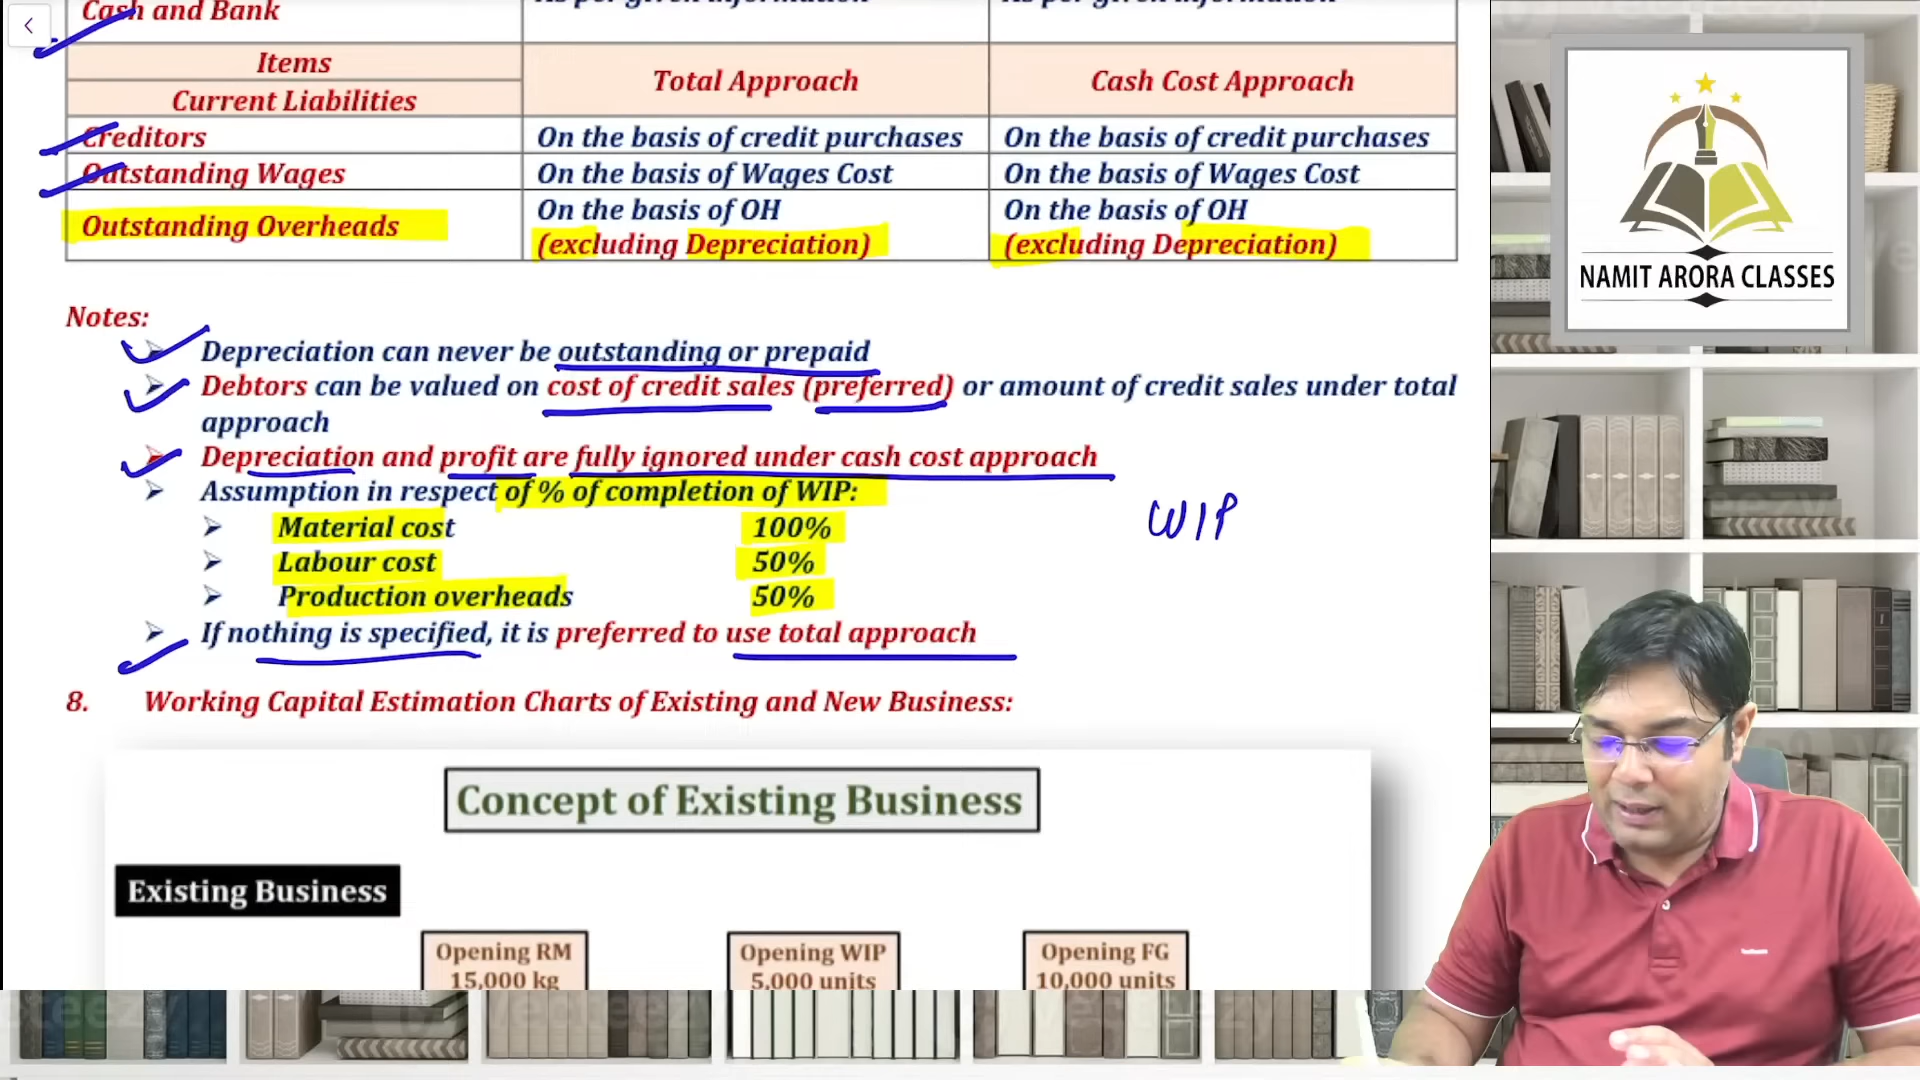 Cash and Bank
As per given information
As per given information
Items
Current Liabilities
Total Approach
Cash Cost Approach
Creditors
On the basis of credit purchases
On the basis of credit purchases
Outstanding Wages
On the basis of Wages Cost
On the basis of Wages Cost
Outstanding Overheads
On the basis of OH
(excluding Depreciation)
On the basis of OH
(excluding Depreciation)
Notes:
Depreciation can never be outstanding or prepaid
Debtors can be valued on cost of credit sales (preferred) or amount of credit sales under total
approach
Depreciation and profit are fully ignored under cash cost approach
Assumption in respect of % of completion of WIP:
Material cost 100%
Labour cost 50%
Production overheads 50%
WIP
If nothing is specified, it is preferred to use total approach
8. Working Capital Estimation Charts of Existing and New Business:
Concept of Existing Business
Existing Business
Opening RM
15,000 kg
Opening WIP
5,000 units
Opening FG
10,000 units
NAMIT ARORA CLASSES